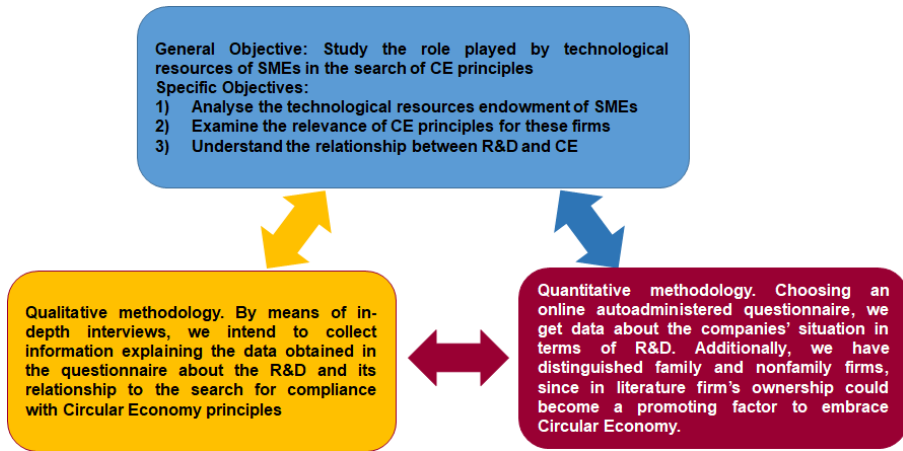 General Objective: Study the role played by technological
resources of SMEs in the search of CE principles
Specific Objectives:
1) Analyse the technological resources endowment of SMEs
2) Examine the relevance of CE principles for these firms
3) Understand the relationship between R&D and CE
Qualitative methodology. By means of in-
depth interviews, we intend to collect
information explaining the data obtained in
the questionnaire about the R&D and its
relationship to the search for compliance
with Circular Economy principles
Quantitative methodology. Choosing an
online autoadministered questionnaire, we
get data about the companies’ situation in
terms of R&D. Additionally, we have
distinguished family and nonfamily firms,
since in literature firm’s ownership could
become a promoting factor to embrace
Circular Economy.